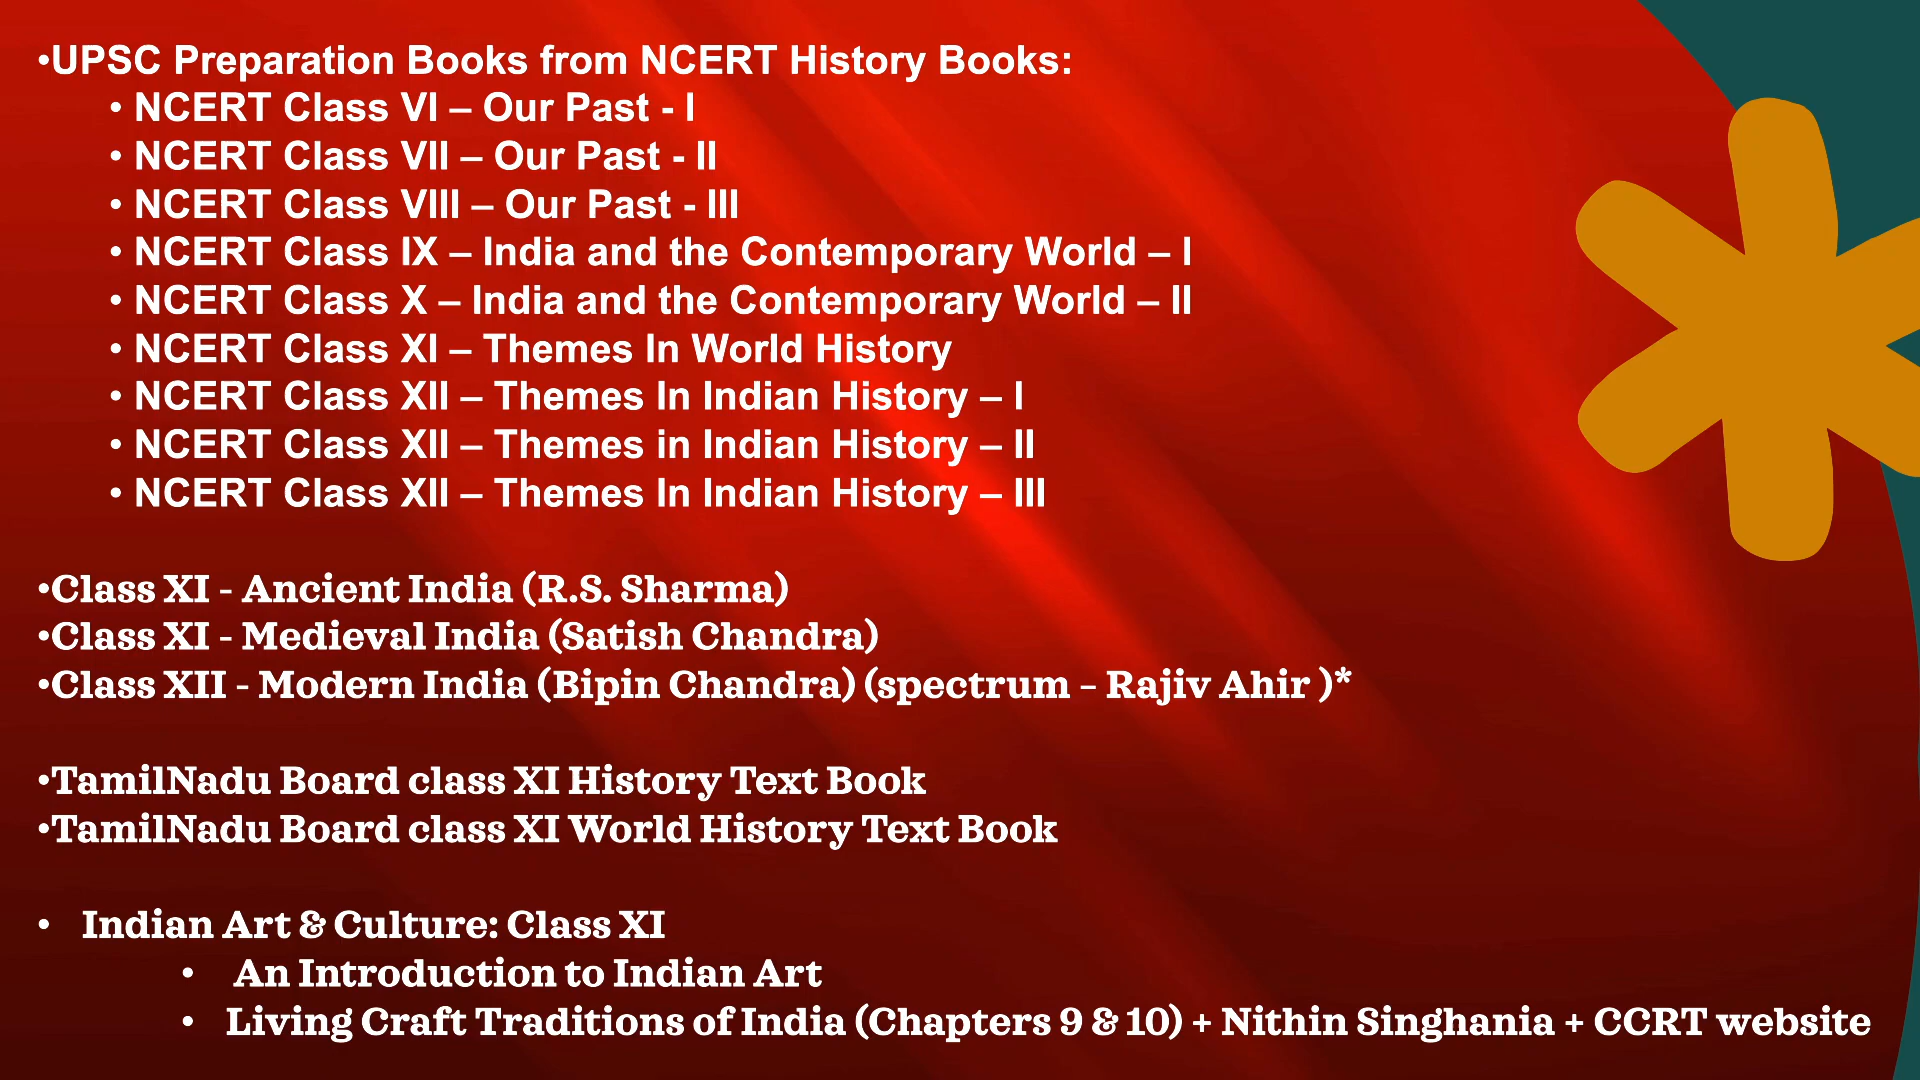 •UPSC Preparation Books from NCERT History Books:
• NCERT Class VI – Our Past - I
• NCERT Class VII – Our Past - II
• NCERT Class VIII – Our Past - III
• NCERT Class IX – India and the Contemporary World – I
• NCERT Class X – India and the Contemporary World – II
• NCERT Class XI – Themes In World History
• NCERT Class XII – Themes In Indian History – I
• NCERT Class XII – Themes in Indian History – II
• NCERT Class XII – Themes In Indian History – III
•Class XI - Ancient India (R.S. Sharma)
•Class XI - Medieval India (Satish Chandra)
•Class XII - Modern India (Bipin Chandra) (spectrum – Rajiv Ahir )*
•TamilNadu Board class XI History Text Book
•TamilNadu Board class XI World History Text Book
• Indian Art & Culture: Class XI
• An Introduction to Indian Art
• Living Craft Traditions of India (Chapters 9 & 10) + Nithin Singhania + CCRT website